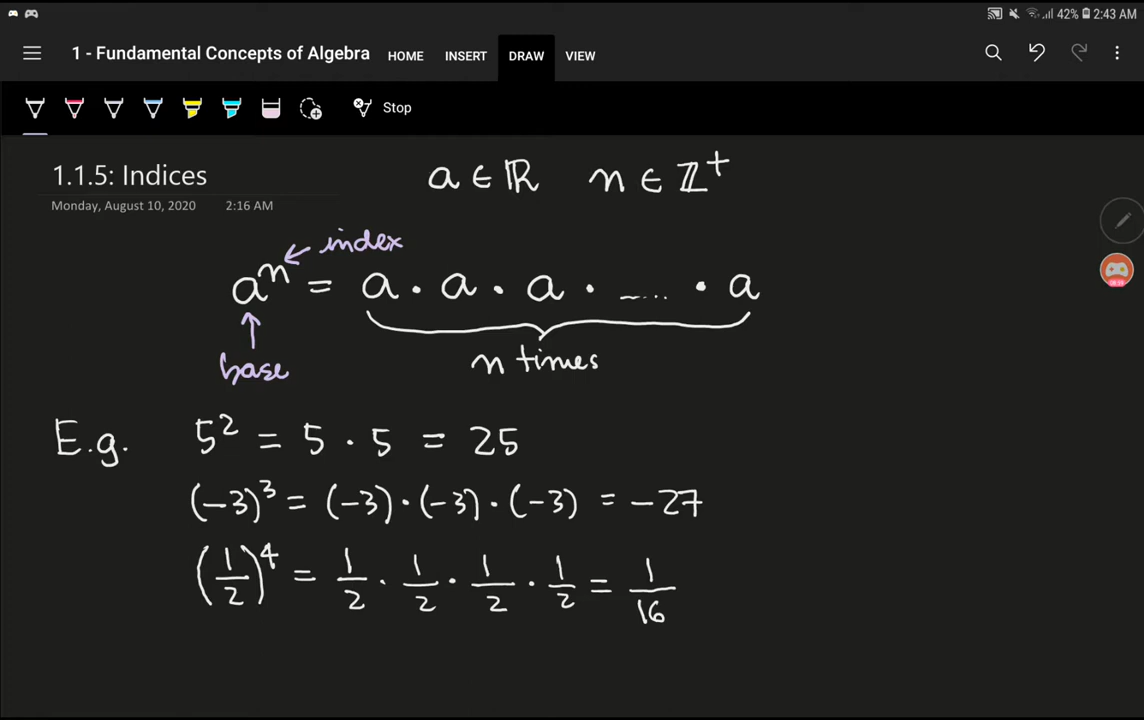 42% 2:43 AM
1 - Fundamental Concepts of Algebra HOME INSERT DRAW VIEW
Stop
1.1.5: Indices
Monday, August 10, 2020 2:16 AM
a ∈ ℝ n ∈ ℤ⁺
index
aⁿ = a · a · a · ..... · a
base
n times
E.g. 5² = 5 · 5 = 25
(-3)³ = (-3) · (-3) · (-3) = -27
(1/2)⁴ = 1/2 · 1/2 · 1/2 · 1/2 = 1/16